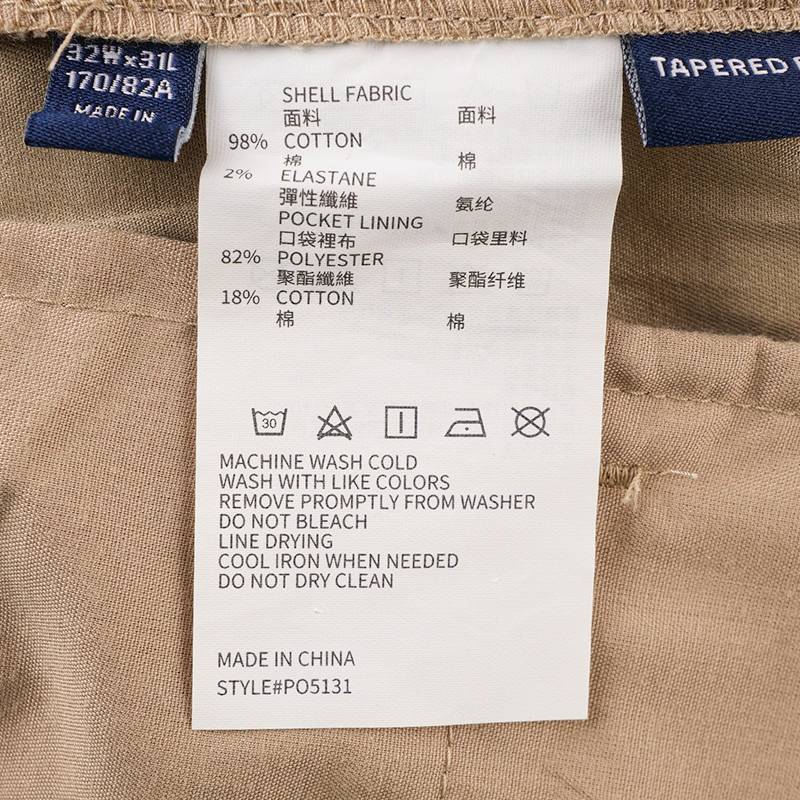 32W×31L
170/82A
MADE IN
TAPERED
SHELL FABRIC
面料 面料
98% COTTON
棉 棉
2% ELASTANE
彈性纖維 氨纶
POCKET LINING
口袋裡布 口袋里料
82% POLYESTER
聚酯纖維 聚酯纤维
18% COTTON
棉 棉
30
MACHINE WASH COLD
WASH WITH LIKE COLORS
REMOVE PROMPTLY FROM WASHER
DO NOT BLEACH
LINE DRYING
COOL IRON WHEN NEEDED
DO NOT DRY CLEAN
MADE IN CHINA
STYLE#PO5131